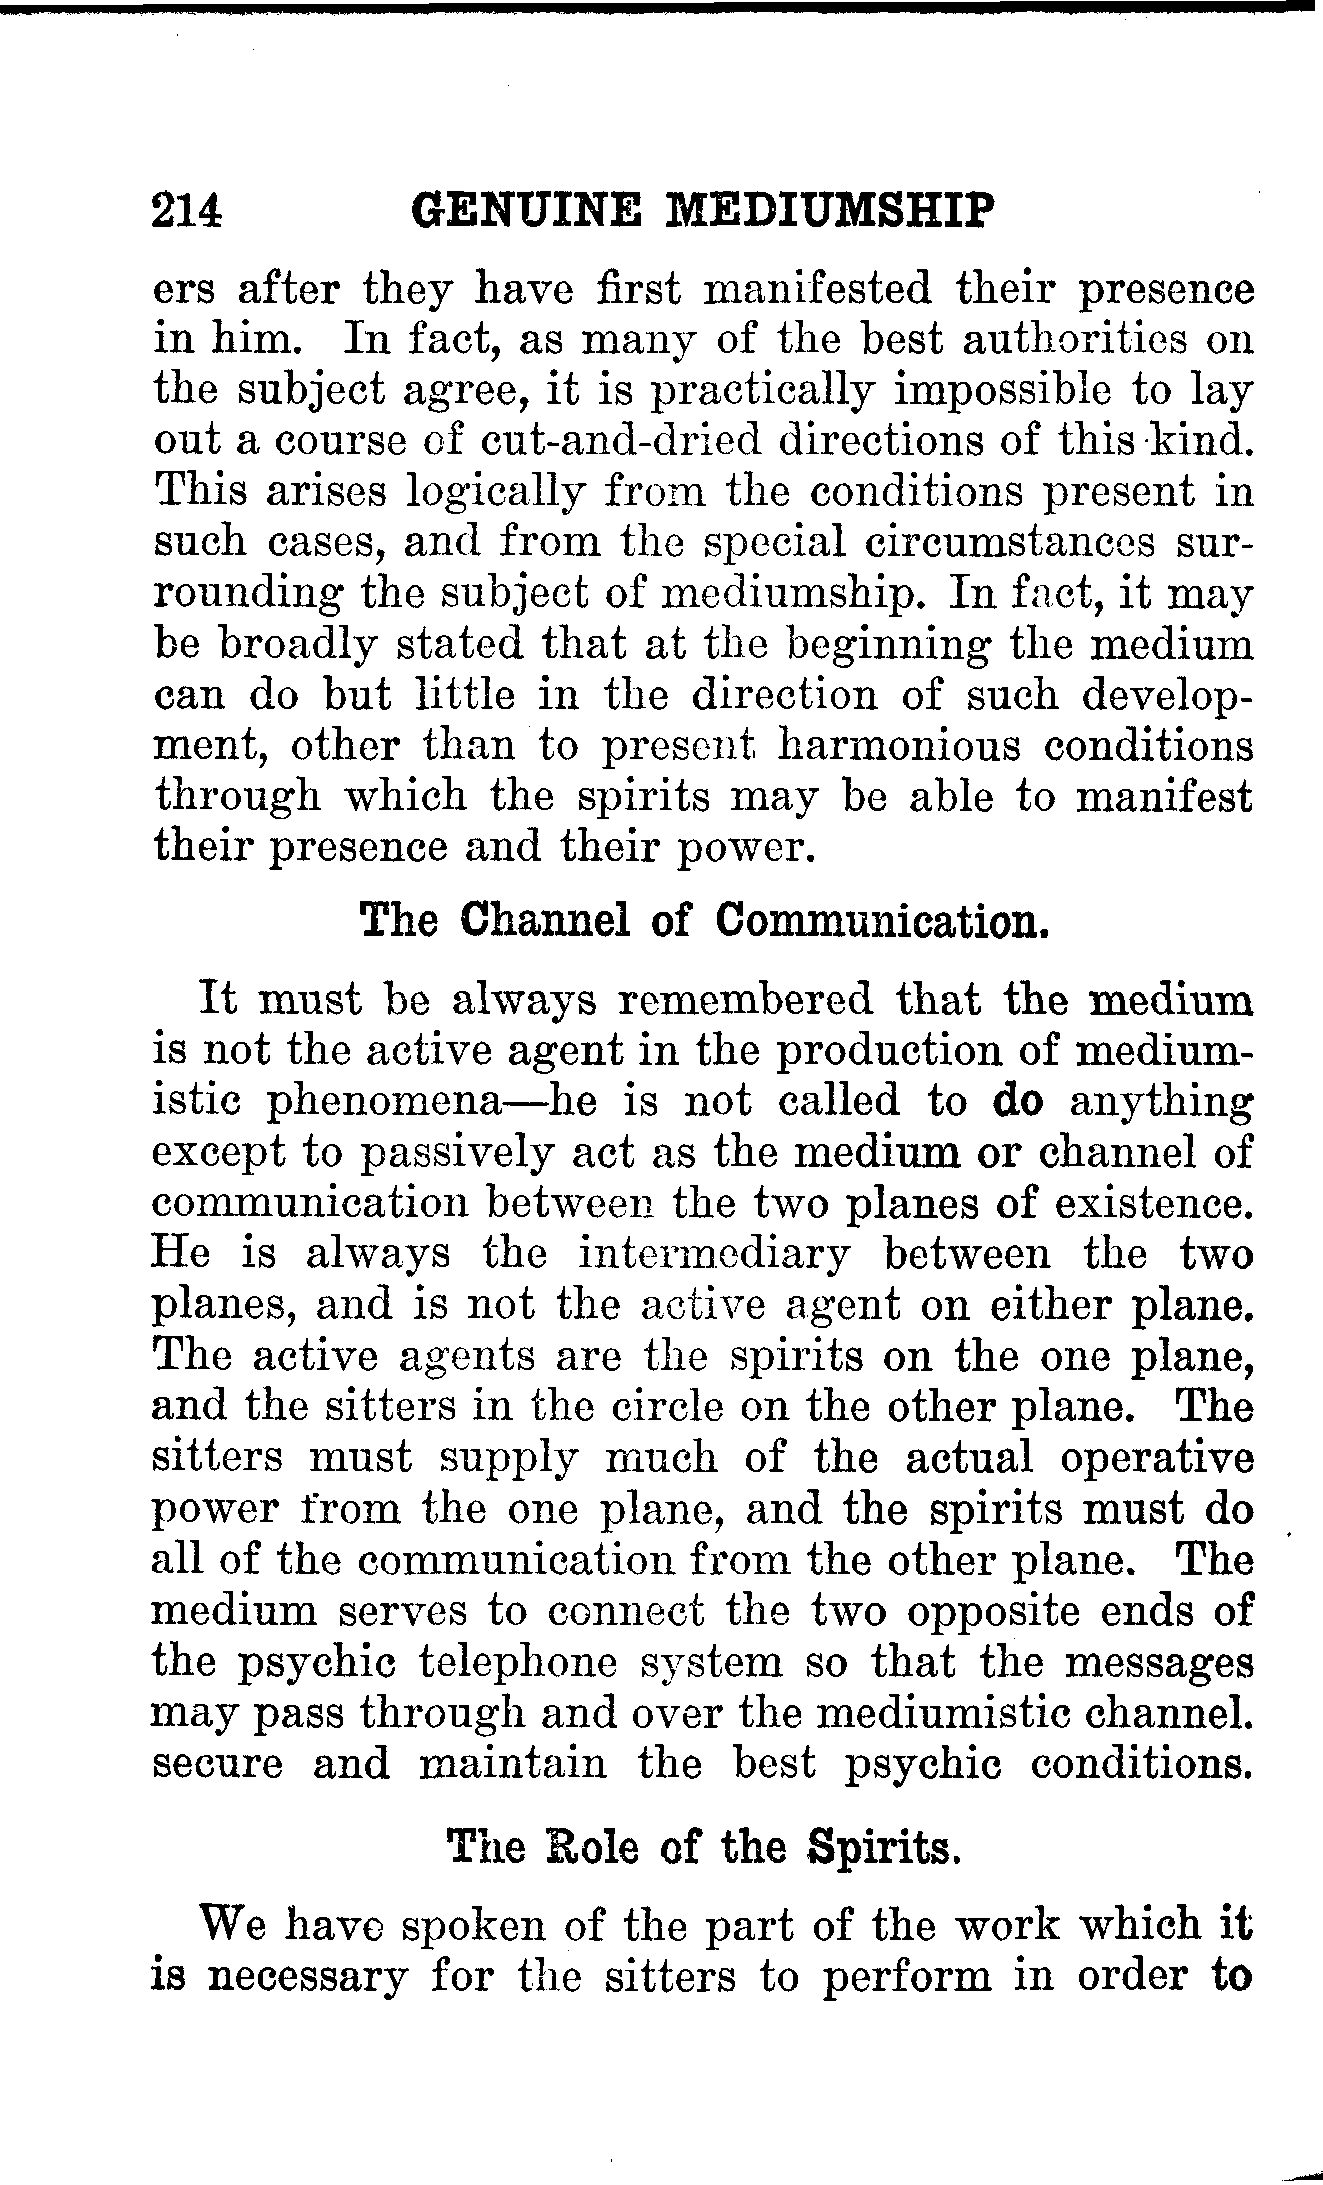 214 GENUINE MEDIUMSHIP
ers after they have first manifested their presence
in him. In fact, as many of the best authorities on
the subject agree, it is practically impossible to lay
out a course of cut-and-dried directions of this kind.
This arises logically from the conditions present in
such cases, and from the special circumstances sur-
rounding the subject of mediumship. In fact, it may
be broadly stated that at the beginning the medium
can do but little in the direction of such develop-
ment, other than to present harmonious conditions
through which the spirits may be able to manifest
their presence and their power.
The Channel of Communication.
It must be always remembered that the medium
is not the active agent in the production of medium-
istic phenomena—he is not called to do anything
except to passively act as the medium or channel of
communication between the two planes of existence.
He is always the intermediary between the two
planes, and is not the active agent on either plane.
The active agents are the spirits on the one plane,
and the sitters in the circle on the other plane. The
sitters must supply much of the actual operative
power from the one plane, and the spirits must do
all of the communication from the other plane. The
medium serves to connect the two opposite ends of
the psychic telephone system so that the messages
may pass through and over the mediumistic channel.
secure and maintain the best psychic conditions.
The Role of the Spirits.
We have spoken of the part of the work which it
is necessary for the sitters to perform in order to